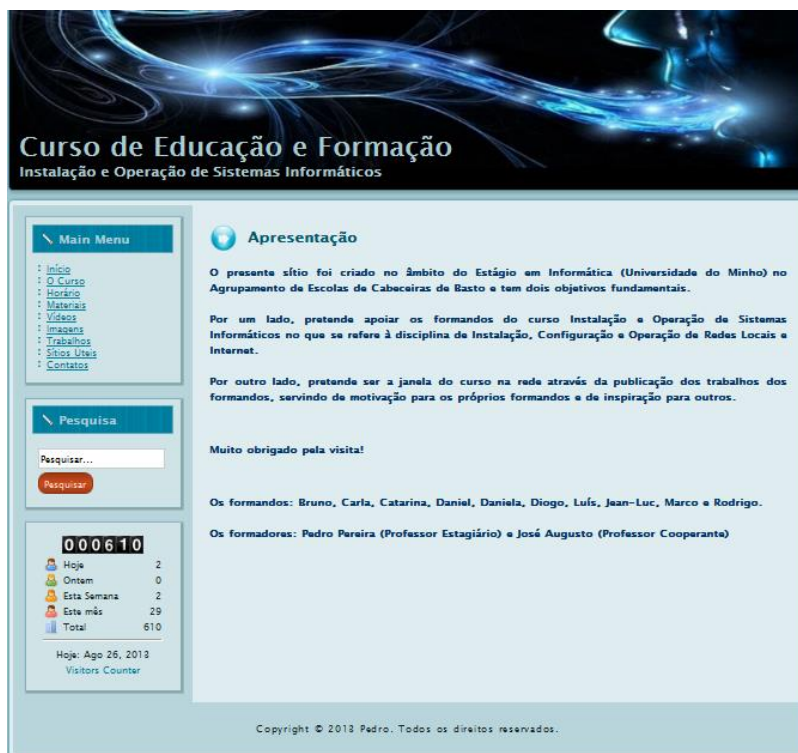 Curso de Educação e Formação
Instalação e Operação de Sistemas Informáticos
Main Menu
Início
O Curso
Horário
Materiais
Vídeos
Imagens
Trabalhos
Sítios Uteis
Contatos
Pesquisa
Pesquisar...
Pesquisar
000610
Hoje 2
Ontem 0
Esta Semana 2
Este mês 29
Total 610
Hoje: Ago 26, 2013
Visitors Counter
Apresentação
O presente sítio foi criado no âmbito do Estágio em Informática (Universidade do Minho) no
Agrupamento de Escolas de Cabeceiras de Basto e tem dois objetivos fundamentais.
Por um lado, pretende apoiar os formandos do curso Instalação e Operação de Sistemas
Informáticos no que se refere à disciplina de Instalação, Configuração e Operação de Redes Locais e
Internet.
Por outro lado, pretende ser a janela do curso na rede através da publicação dos trabalhos dos
formandos, servindo de motivação para os próprios formandos e de inspiração para outros.
Muito obrigado pela visita!
Os formandos: Bruno, Carla, Catarina, Daniel, Daniela, Diogo, Luís, Jean-Luc, Marco e Rodrigo.
Os formadores: Pedro Pereira (Professor Estagiário) e José Augusto (Professor Cooperante)
Copyright © 2013 Pedro. Todos os direitos reservados.